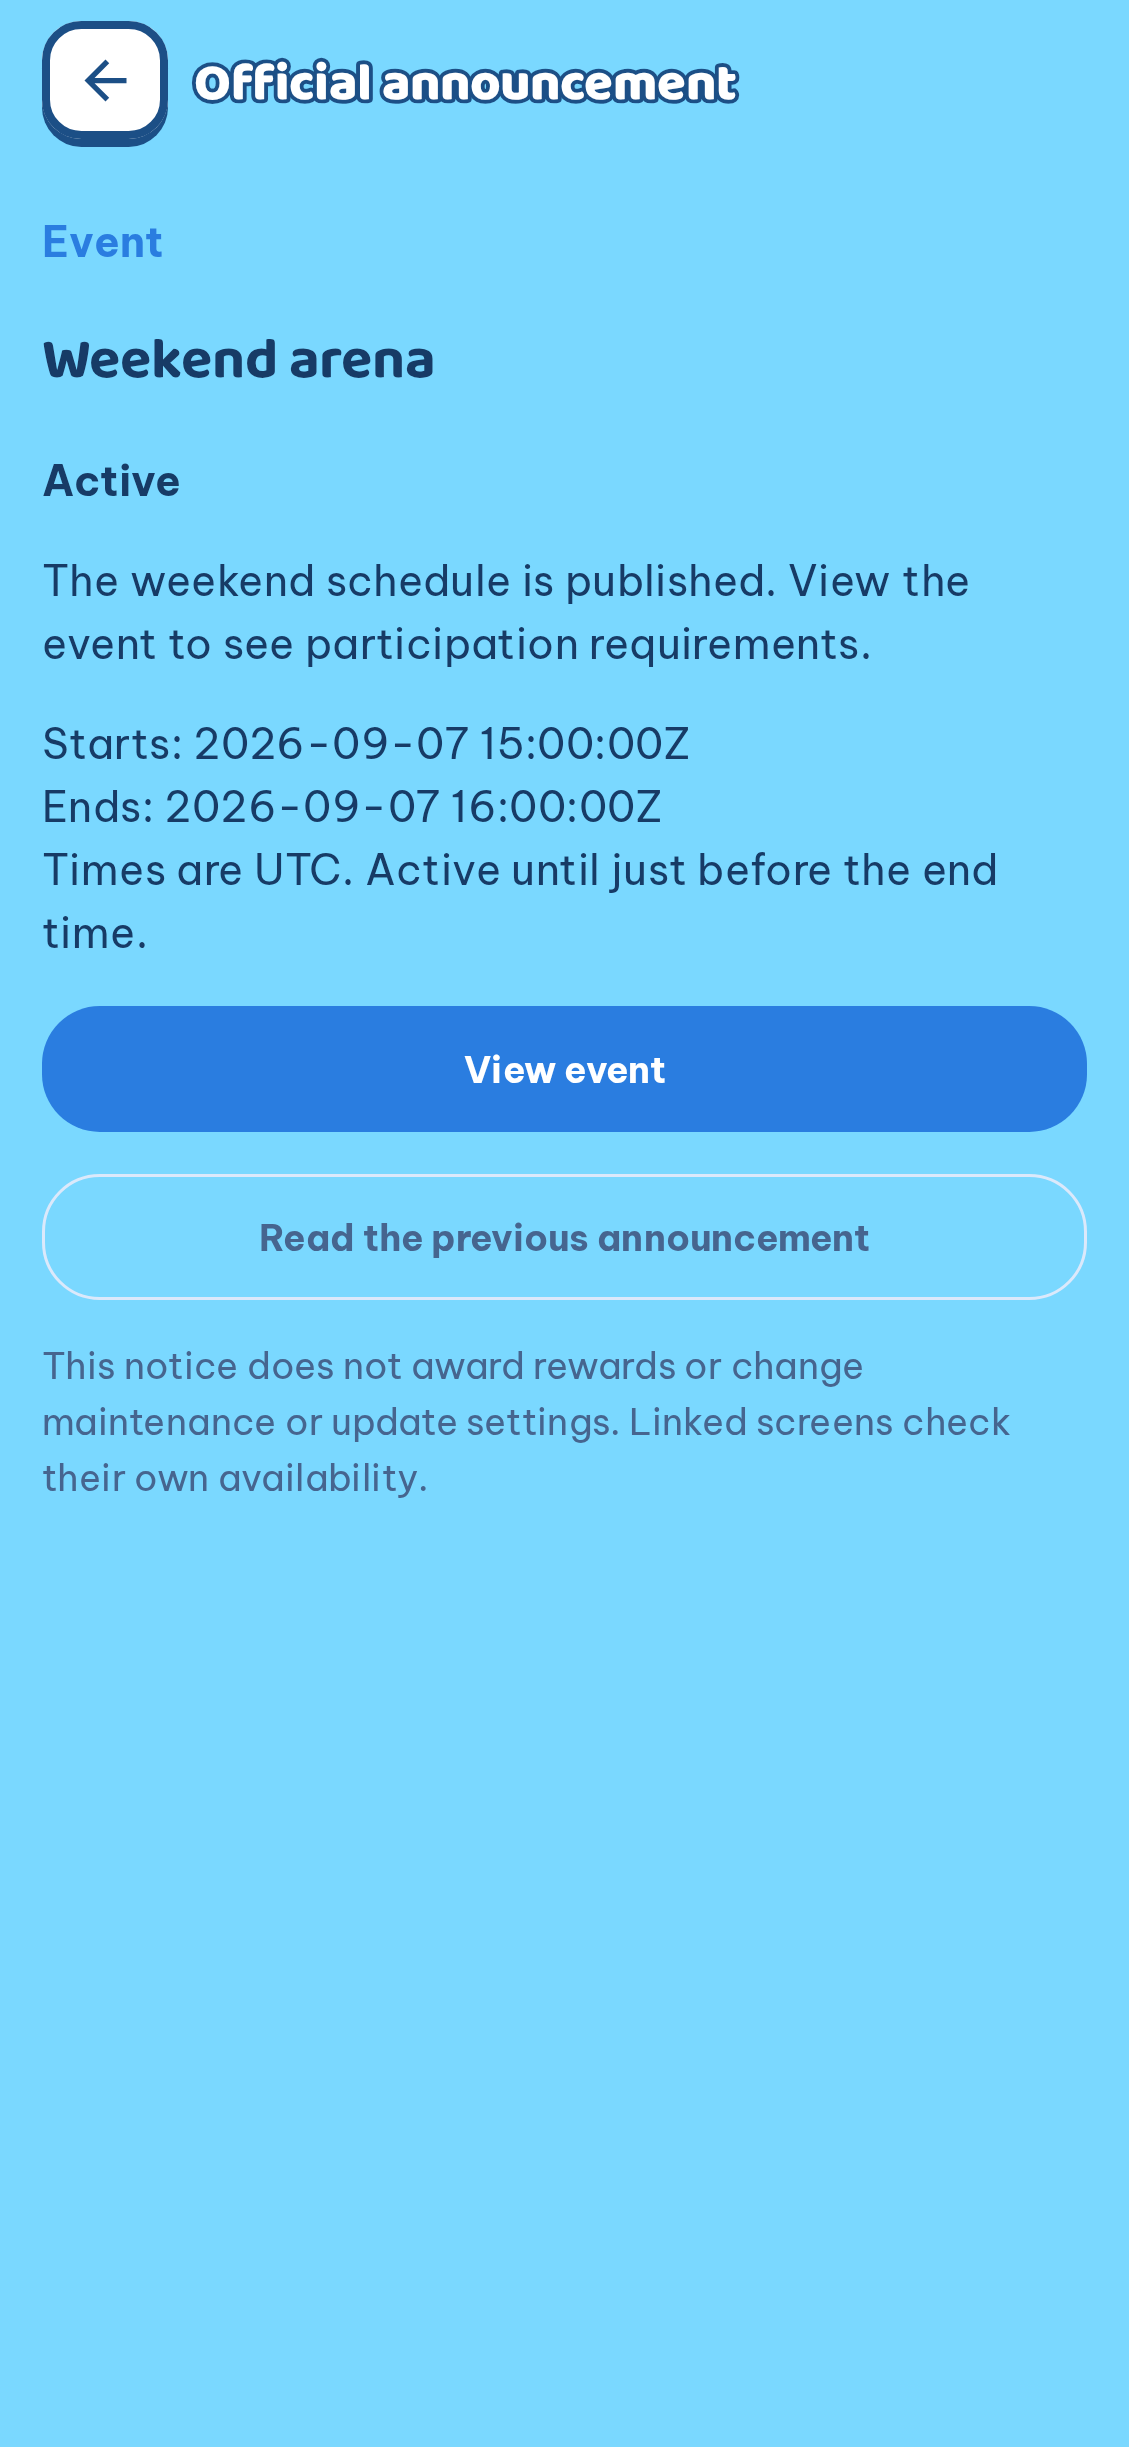 Official announcement
Event
Weekend arena
Active
The weekend schedule is published. View the
event to see participation requirements.
Starts: 2026-09-07 15:00:00Z
Ends: 2026-09-07 16:00:00Z
Times are UTC. Active until just before the end
time.
View event
Read the previous announcement
This notice does not award rewards or change
maintenance or update settings. Linked screens check
their own availability.